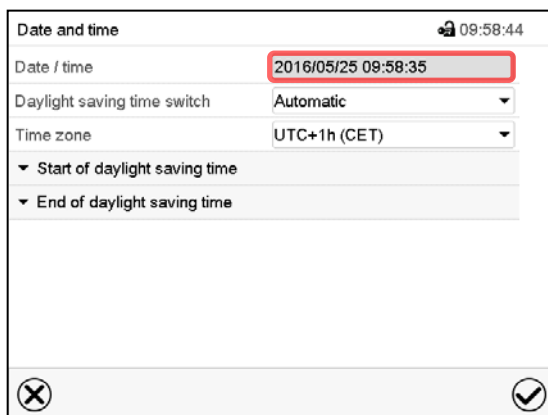 Date and time 09:58:44
Date / time 2016/05/25 09:58:35
Daylight saving time switch Automatic
Time zone UTC+1h (CET)
Start of daylight saving time
End of daylight saving time